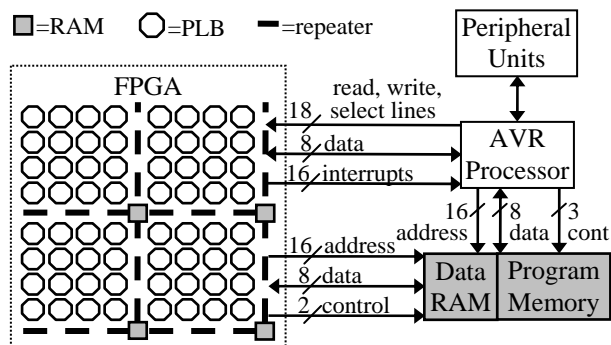 =RAM =PLB =repeater
Peripheral
Units
FPGA
read, write,
18 select lines
8 data
16 interrupts
AVR
Processor
16 8 3
address data cont
16 address
8 data
2 control
Data
RAM
Program
Memory